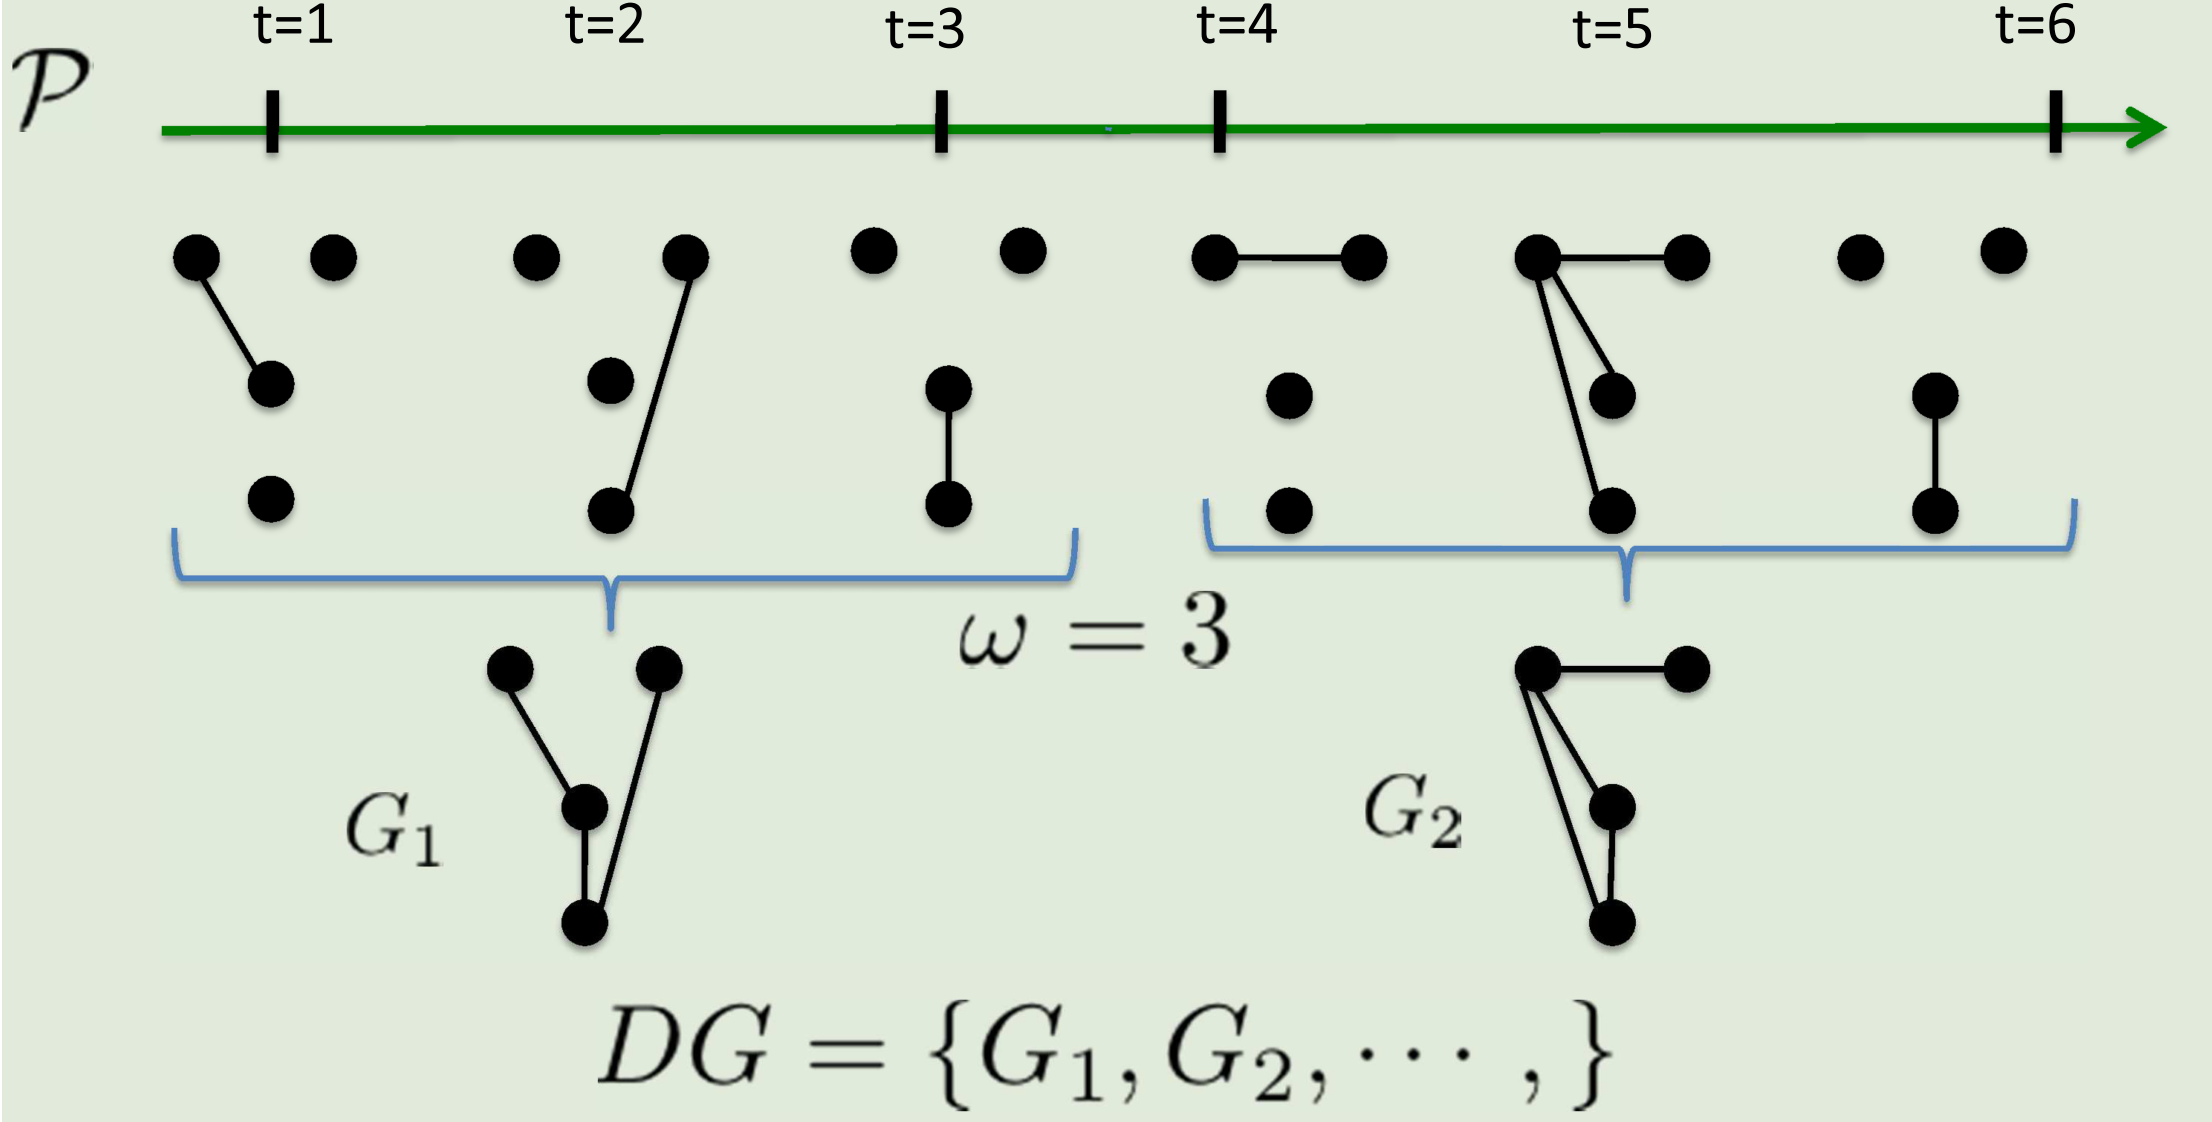 t=1 t=2 t=3 t=4 t=5 t=6
𝒫
ω = 3
G₁
G₂
DG = {G₁, G₂, ⋯ , }